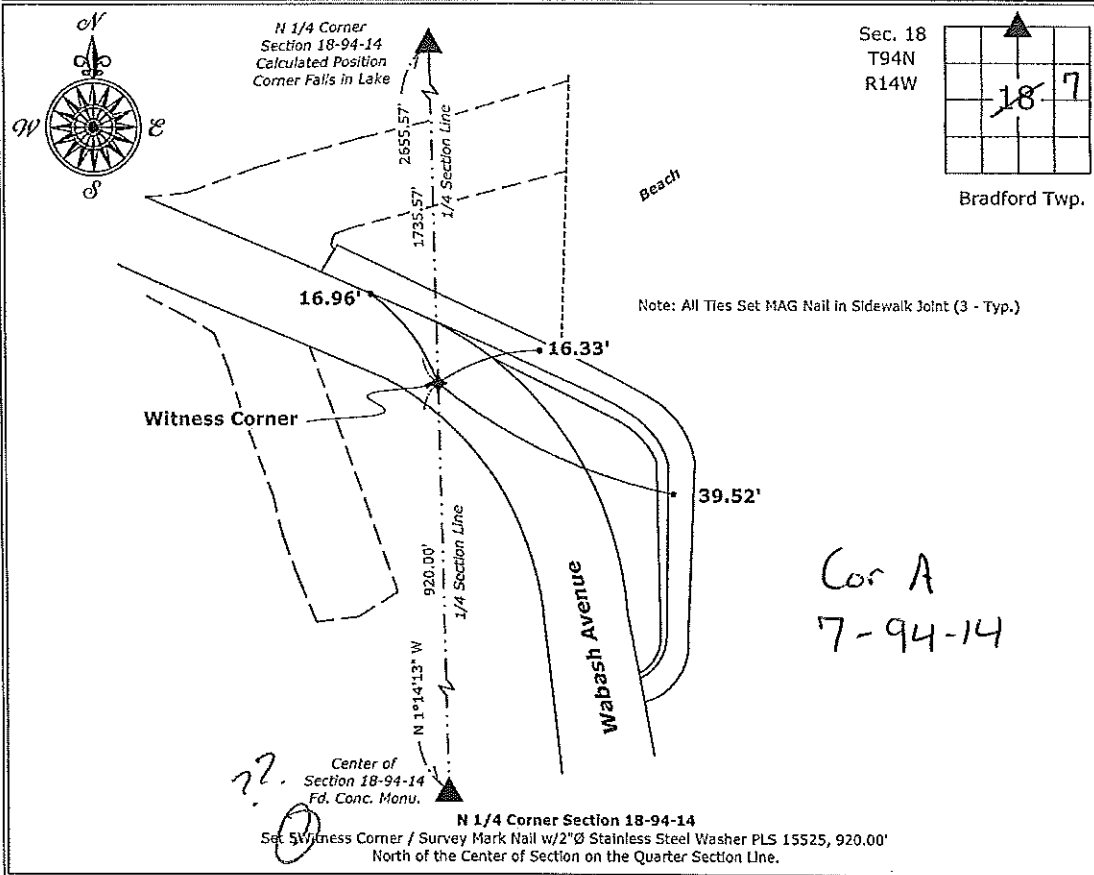 N
W
E
S
N 1/4 Corner
Section 18-94-14
Calculated Position
Corner Falls in Lake
Sec. 18
T94N
R14W
18
7
Bradford Twp.
2655.57'
1735.57'
1/4 Section Line
Beach
Note: All Ties Set MAG Nail in Sidewalk Joint (3 - Typ.)
16.96'
16.33'
Witness Corner
39.52'
920.00'
1/4 Section Line
Wabash Avenue
Cor A
7-94-14
N 1°14'13" W
??.
Center of
Section 18-94-14
Fd. Conc. Monu.
N 1/4 Corner Section 18-94-14
Set Witness Corner / Survey Mark Nail w/2"Ø Stainless Steel Washer PLS 15525, 920.00'
North of the Center of Section on the Quarter Section Line.